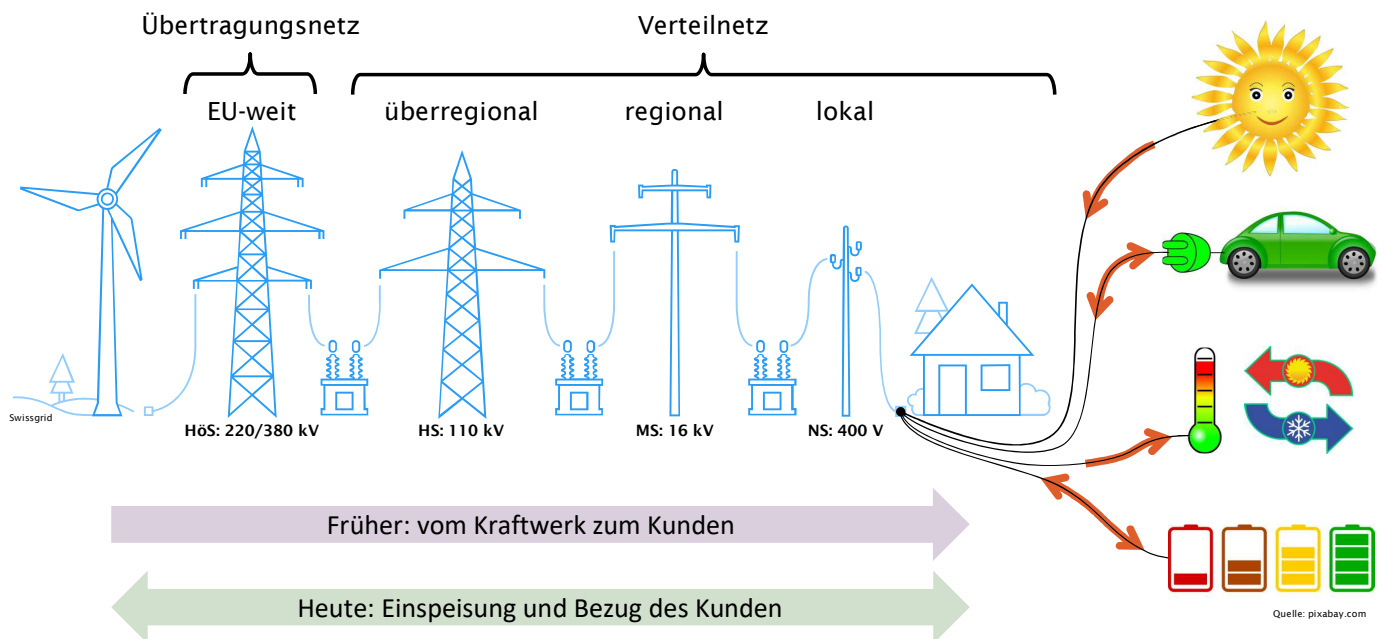 Übertragungsnetz
Verteilnetz
EU-weit
überregional
regional
lokal
Swissgrid
HöS: 220/380 kV
HS: 110 kV
MS: 16 kV
NS: 400 V
Früher: vom Kraftwerk zum Kunden
Heute: Einspeisung und Bezug des Kunden
Quelle: pixabay.com